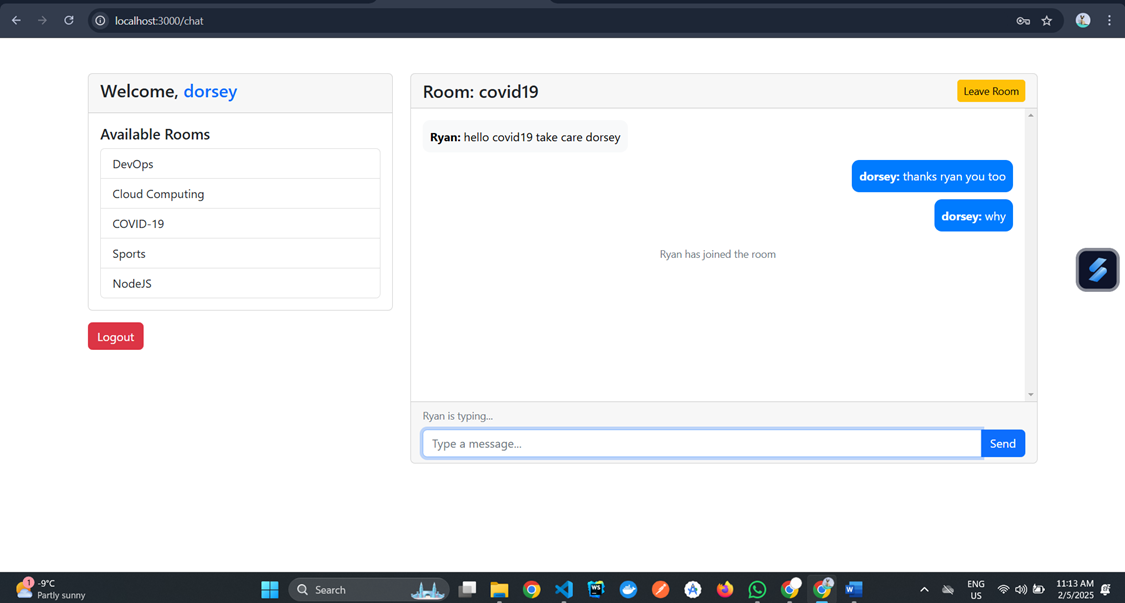 localhost:3000/chat
Welcome, dorsey
Available Rooms
DevOps
Cloud Computing
COVID-19
Sports
NodeJS
Logout
Room: covid19
Leave Room
Ryan: hello covid19 take care dorsey
dorsey: thanks ryan you too
dorsey: why
Ryan has joined the room
Ryan is typing...
Type a message...
Send
1
-9°C
Partly sunny
Search
ENG
US
11:13 AM
2/5/2025